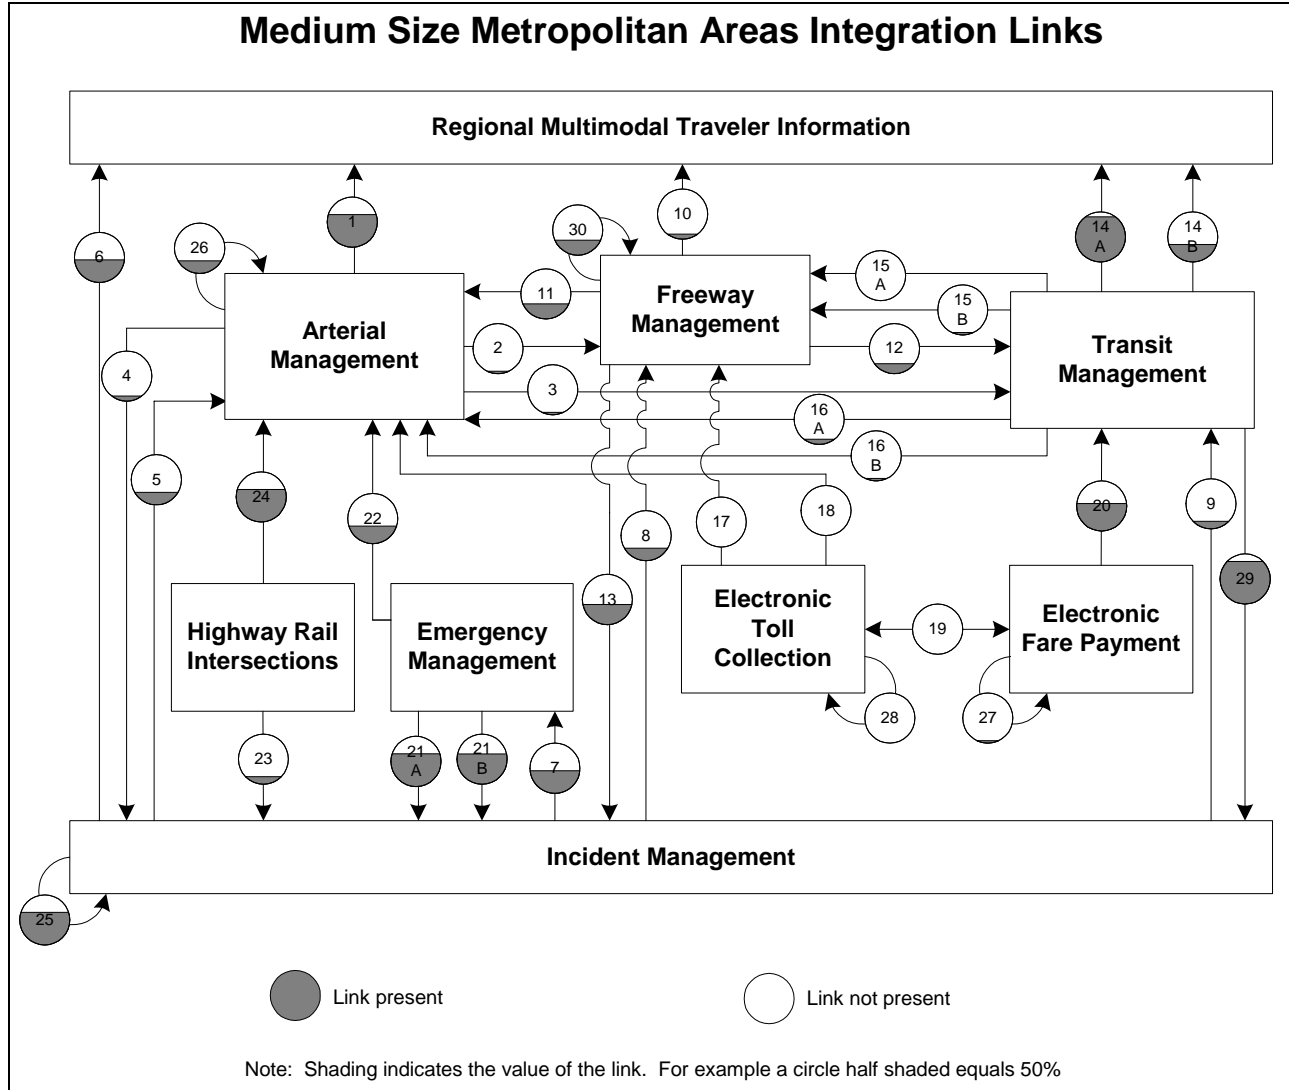 Medium Size Metropolitan Areas Integration Links
Regional Multimodal Traveler Information
6
26
1
30
10
14
A
14
B
15
A
15
B
11
Freeway
Management
Arterial
Management
2
12
Transit
Management
4
3
16
A
16
B
5
24
22
17
18
20
9
8
29
13
Highway Rail
Intersections
Emergency
Management
Electronic
Toll
Collection
19
Electronic
Fare Payment
28
27
23
21
A
21
B
7
Incident Management
25
Link present
Link not present
Note: Shading indicates the value of the link. For example a circle half shaded equals 50%